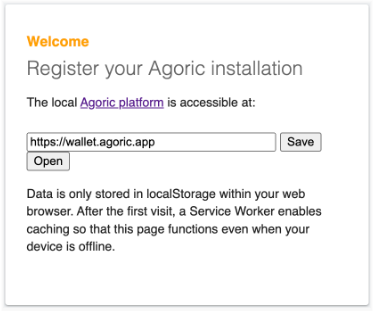 Welcome
Register your Agoric installation
The local Agoric platform is accessible at:
https://wallet.agoric.app Save
Open
Data is only stored in localStorage within your web
browser. After the first visit, a Service Worker enables
caching so that this page functions even when your
device is offline.